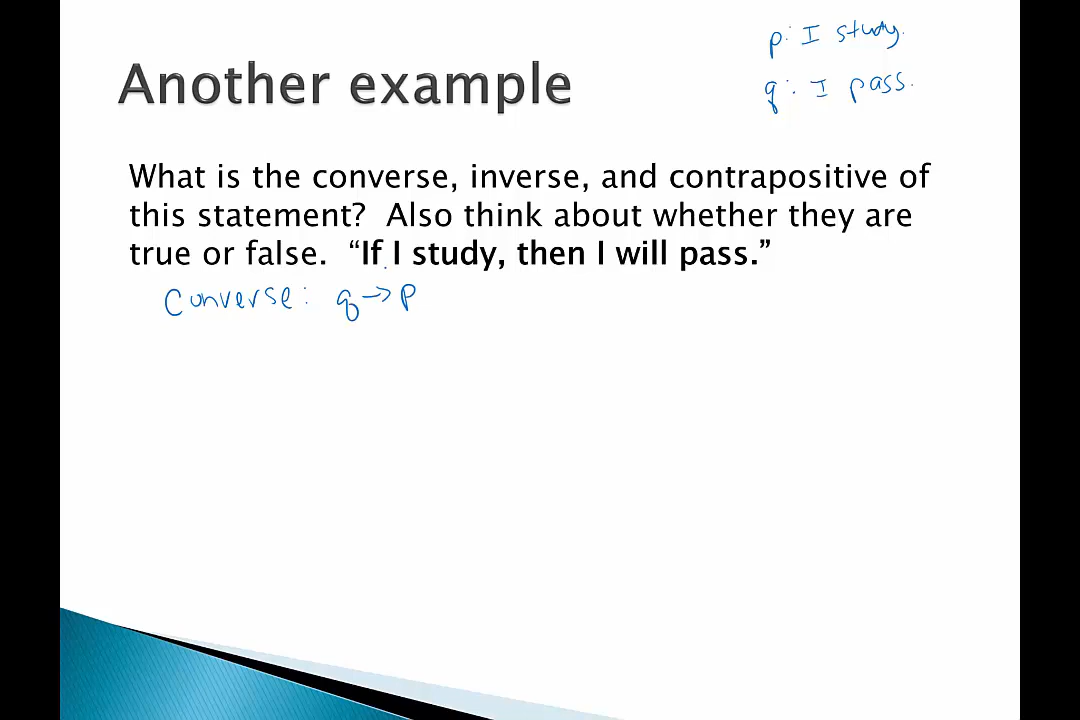 p: I study.
Another example
q: I pass.
What is the converse, inverse, and contrapositive of
this statement? Also think about whether they are
true or false. “If I study, then I will pass.”
Converse: q→p